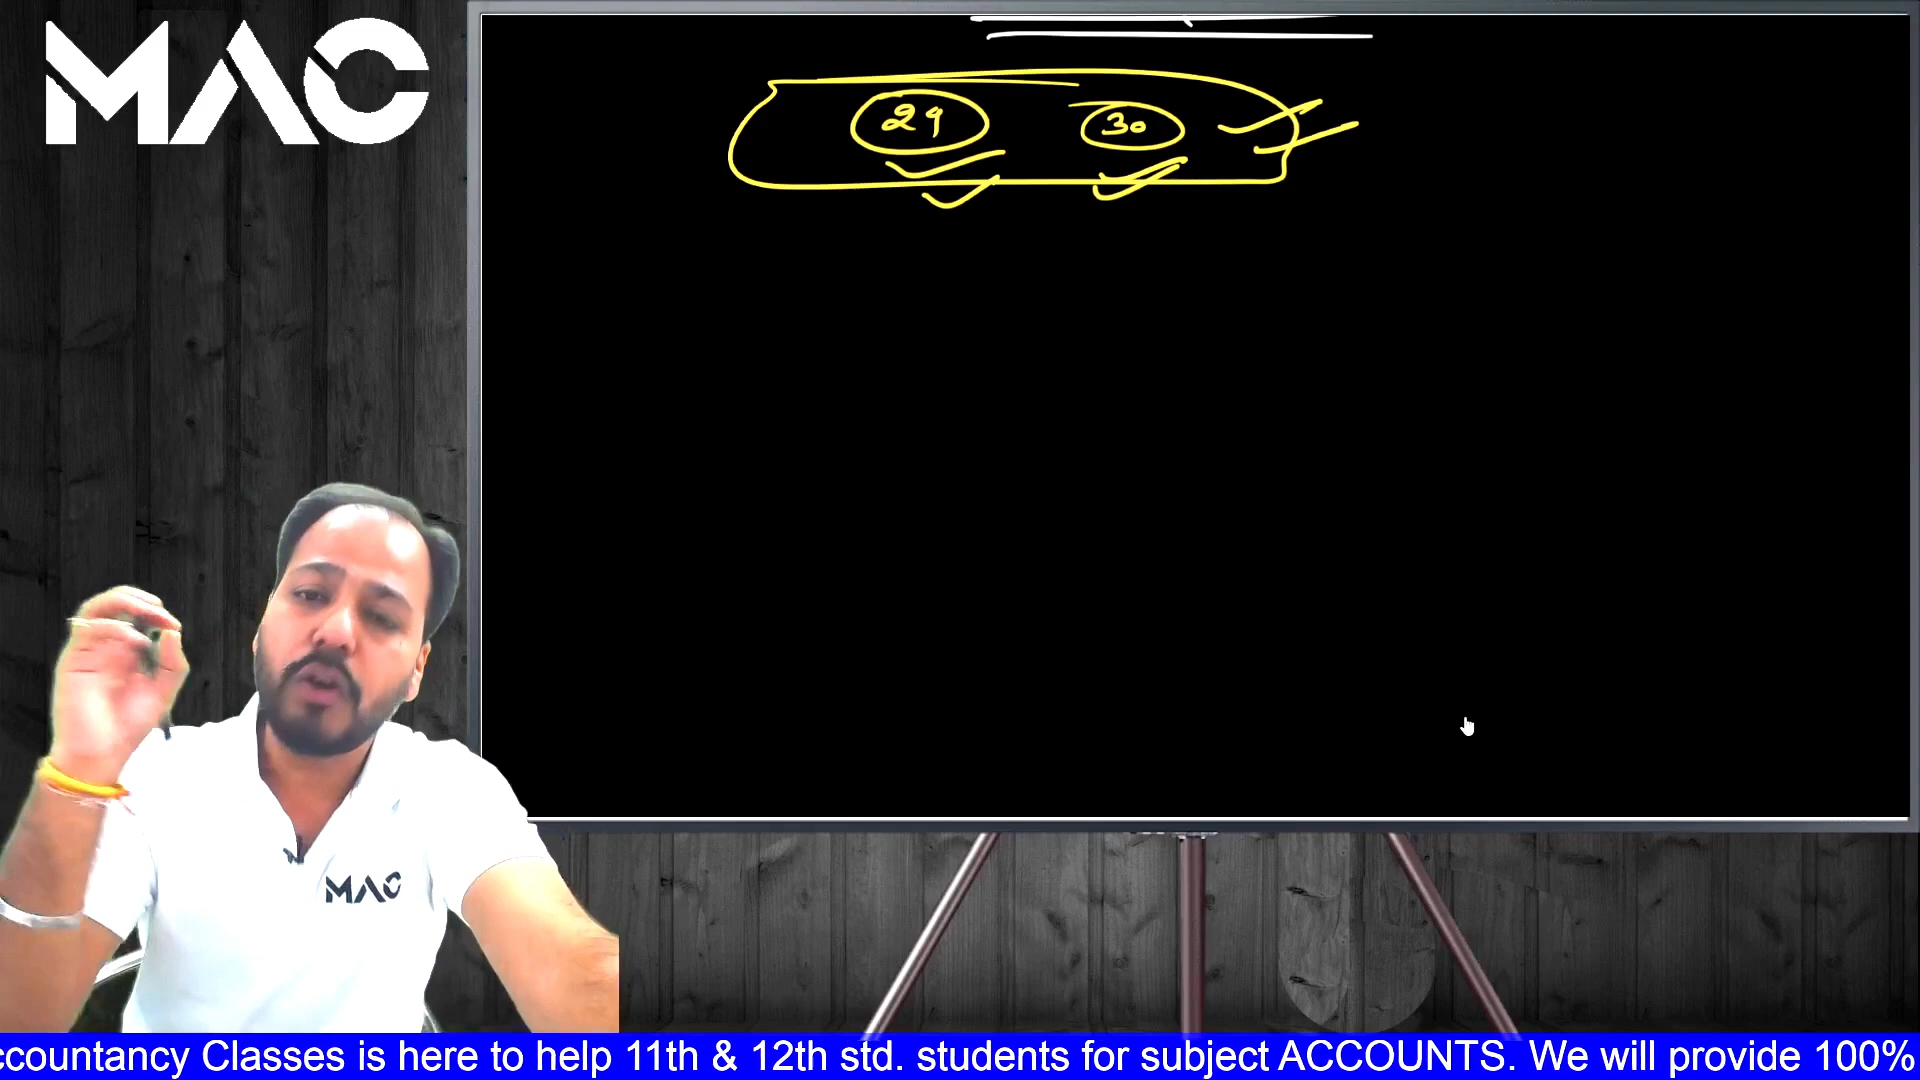 MAC
29 30
MAC
ccountancy Classes is here to help 11th & 12th std. students for subject ACCOUNTS. We will provide 100%